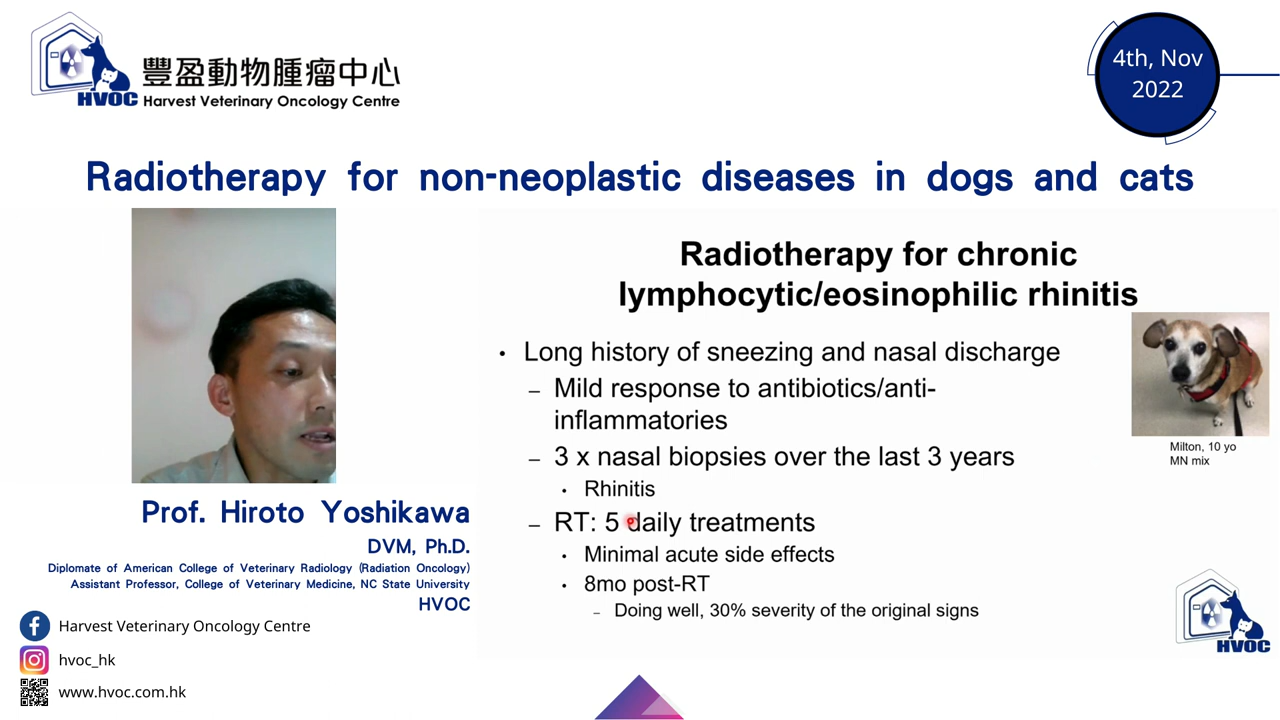 豐盈動物腫瘤中心
HVOC Harvest Veterinary Oncology Centre
4th, Nov
2022
Radiotherapy for non-neoplastic diseases in dogs and cats
Radiotherapy for chronic
lymphocytic/eosinophilic rhinitis
• Long history of sneezing and nasal discharge
– Mild response to antibiotics/anti-
inflammatories
– 3 x nasal biopsies over the last 3 years
• Rhinitis
– RT: 5 daily treatments
• Minimal acute side effects
• 8mo post-RT
– Doing well, 30% severity of the original signs
Milton, 10 yo
MN mix
HVOC
Prof. Hiroto Yoshikawa
DVM, Ph.D.
Diplomate of American College of Veterinary Radiology (Radiation Oncology)
Assistant Professor, College of Veterinary Medicine, NC State University
HVOC
Harvest Veterinary Oncology Centre
hvoc_hk
www.hvoc.com.hk